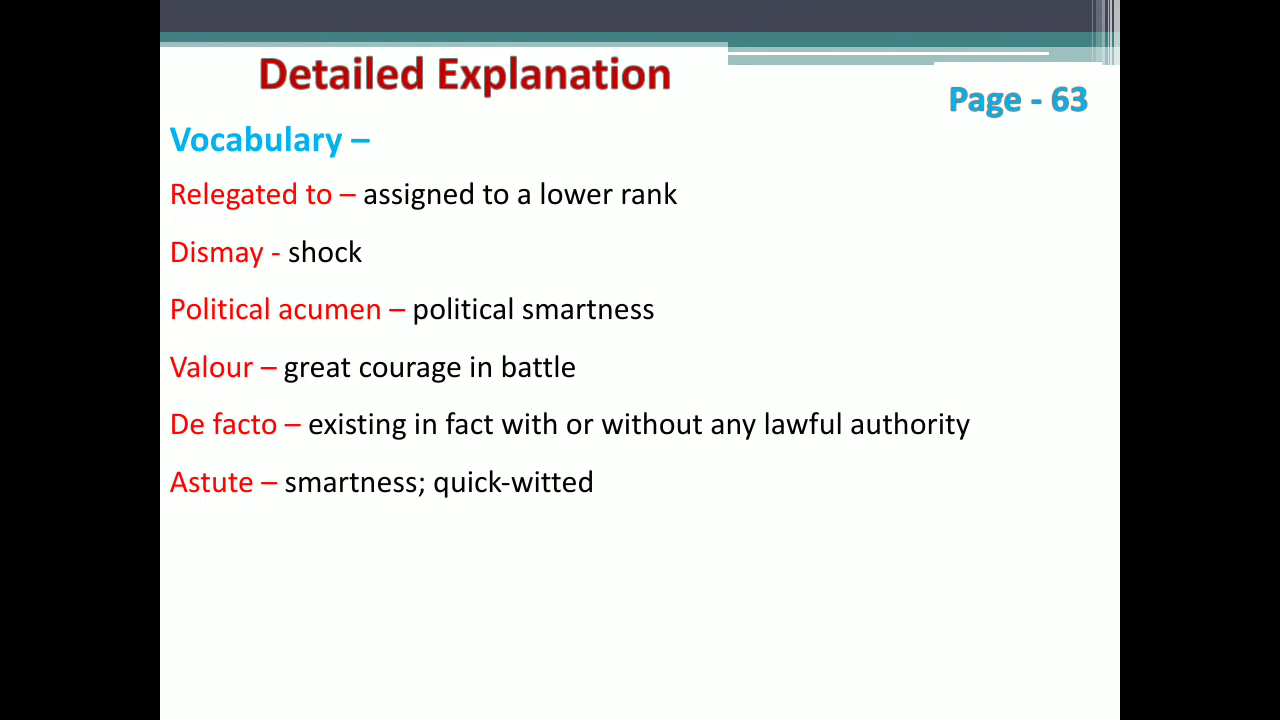 Detailed Explanation
Page - 63
Vocabulary –
Relegated to – assigned to a lower rank
Dismay - shock
Political acumen – political smartness
Valour – great courage in battle
De facto – existing in fact with or without any lawful authority
Astute – smartness; quick-witted